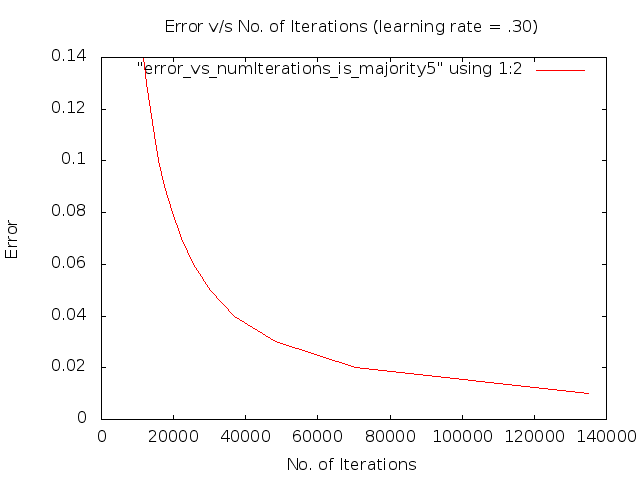 Error v/s No. of Iterations (learning rate = .30)
"error_vs_numIterations_is_majority5" using 1:2
0.14
0.12
0.1
0.08
0.06
0.04
0.02
0
Error
0 20000 40000 60000 80000 100000 120000 140000
No. of Iterations